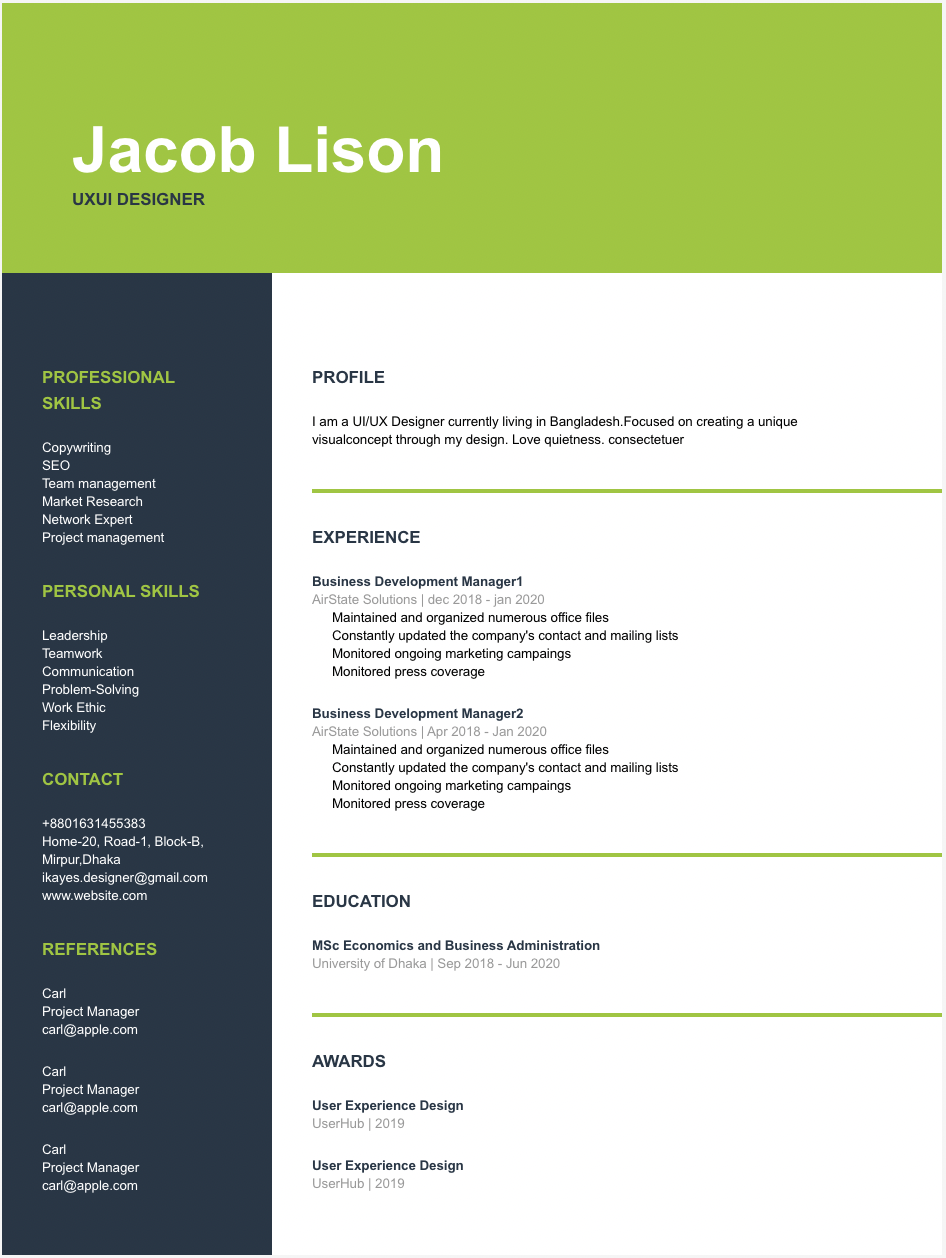 Jacob Lison
UXUI DESIGNER
PROFESSIONAL
SKILLS
Copywriting
SEO
Team management
Market Research
Network Expert
Project management
PERSONAL SKILLS
Leadership
Teamwork
Communication
Problem-Solving
Work Ethic
Flexibility
CONTACT
+8801631455383
Home-20, Road-1, Block-B,
Mirpur,Dhaka
ikayes.designer@gmail.com
www.website.com
REFERENCES
Carl
Project Manager
carl@apple.com
Carl
Project Manager
carl@apple.com
Carl
Project Manager
carl@apple.com
PROFILE
I am a UI/UX Designer currently living in Bangladesh.Focused on creating a unique
visualconcept through my design. Love quietness. consectetuer
EXPERIENCE
Business Development Manager1
AirState Solutions | dec 2018 - jan 2020
Maintained and organized numerous office files
Constantly updated the company's contact and mailing lists
Monitored ongoing marketing campaings
Monitored press coverage
Business Development Manager2
AirState Solutions | Apr 2018 - Jan 2020
Maintained and organized numerous office files
Constantly updated the company's contact and mailing lists
Monitored ongoing marketing campaings
Monitored press coverage
EDUCATION
MSc Economics and Business Administration
University of Dhaka | Sep 2018 - Jun 2020
AWARDS
User Experience Design
UserHub | 2019
User Experience Design
UserHub | 2019